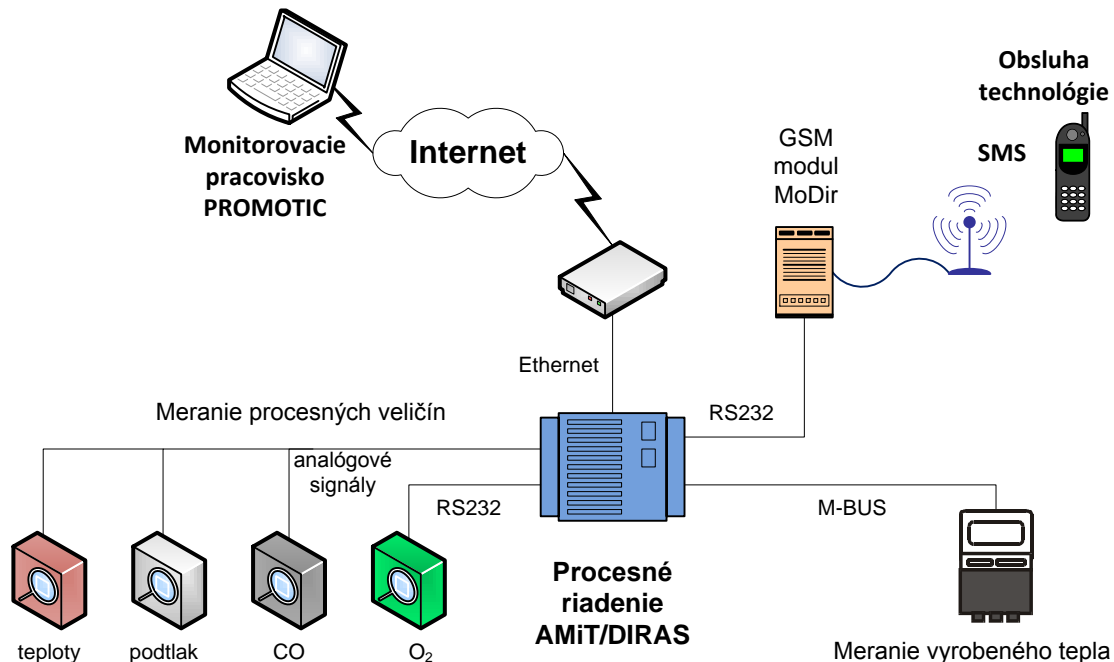 Obsluha
technológie
SMS
GSM
modul
MoDir
Monitorovacie
pracovisko
PROMOTIC
Internet
Ethernet
Meranie procesných veličín
RS232
analógové
signály
RS232
M-BUS
Procesné
riadenie
AMiT/DIRAS
teploty
podtlak
CO
O₂
Meranie vyrobeného tepla